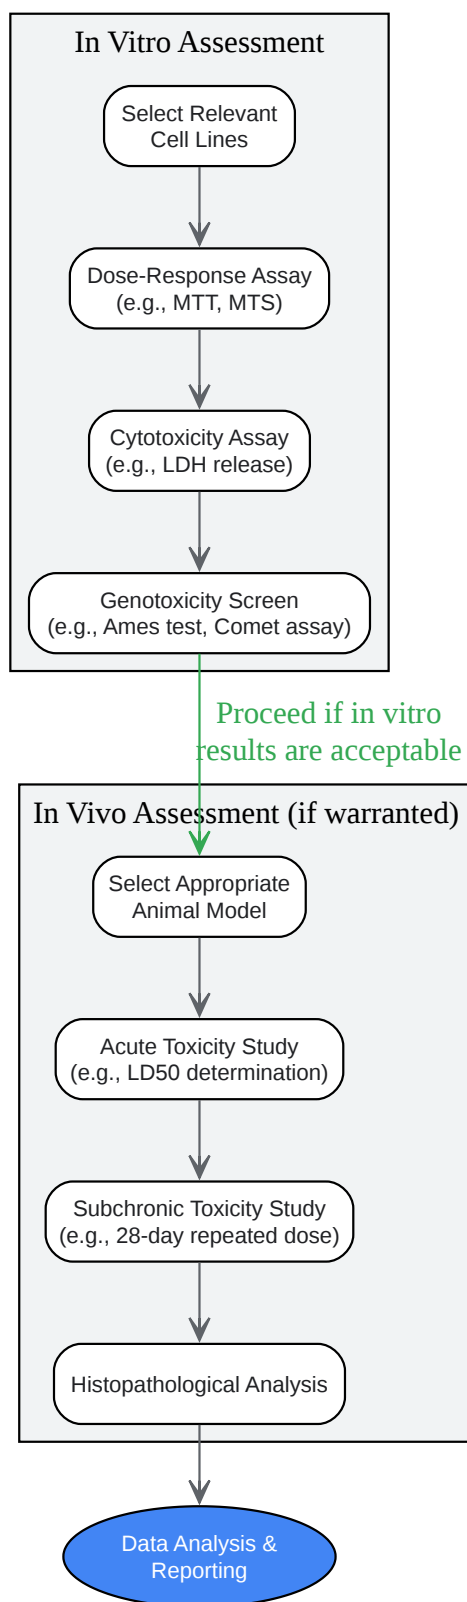 In Vitro Assessment
Select Relevant
Cell Lines
Dose-Response Assay
(e.g., MTT, MTS)
Cytotoxicity Assay
(e.g., LDH release)
Genotoxicity Screen
(e.g., Ames test, Comet assay)
Proceed if in vitro
results are acceptable
In Vivo Assessment (if warranted)
Select Appropriate
Animal Model
Acute Toxicity Study
(e.g., LD50 determination)
Subchronic Toxicity Study
(e.g., 28-day repeated dose)
Histopathological Analysis
Data Analysis &
Reporting